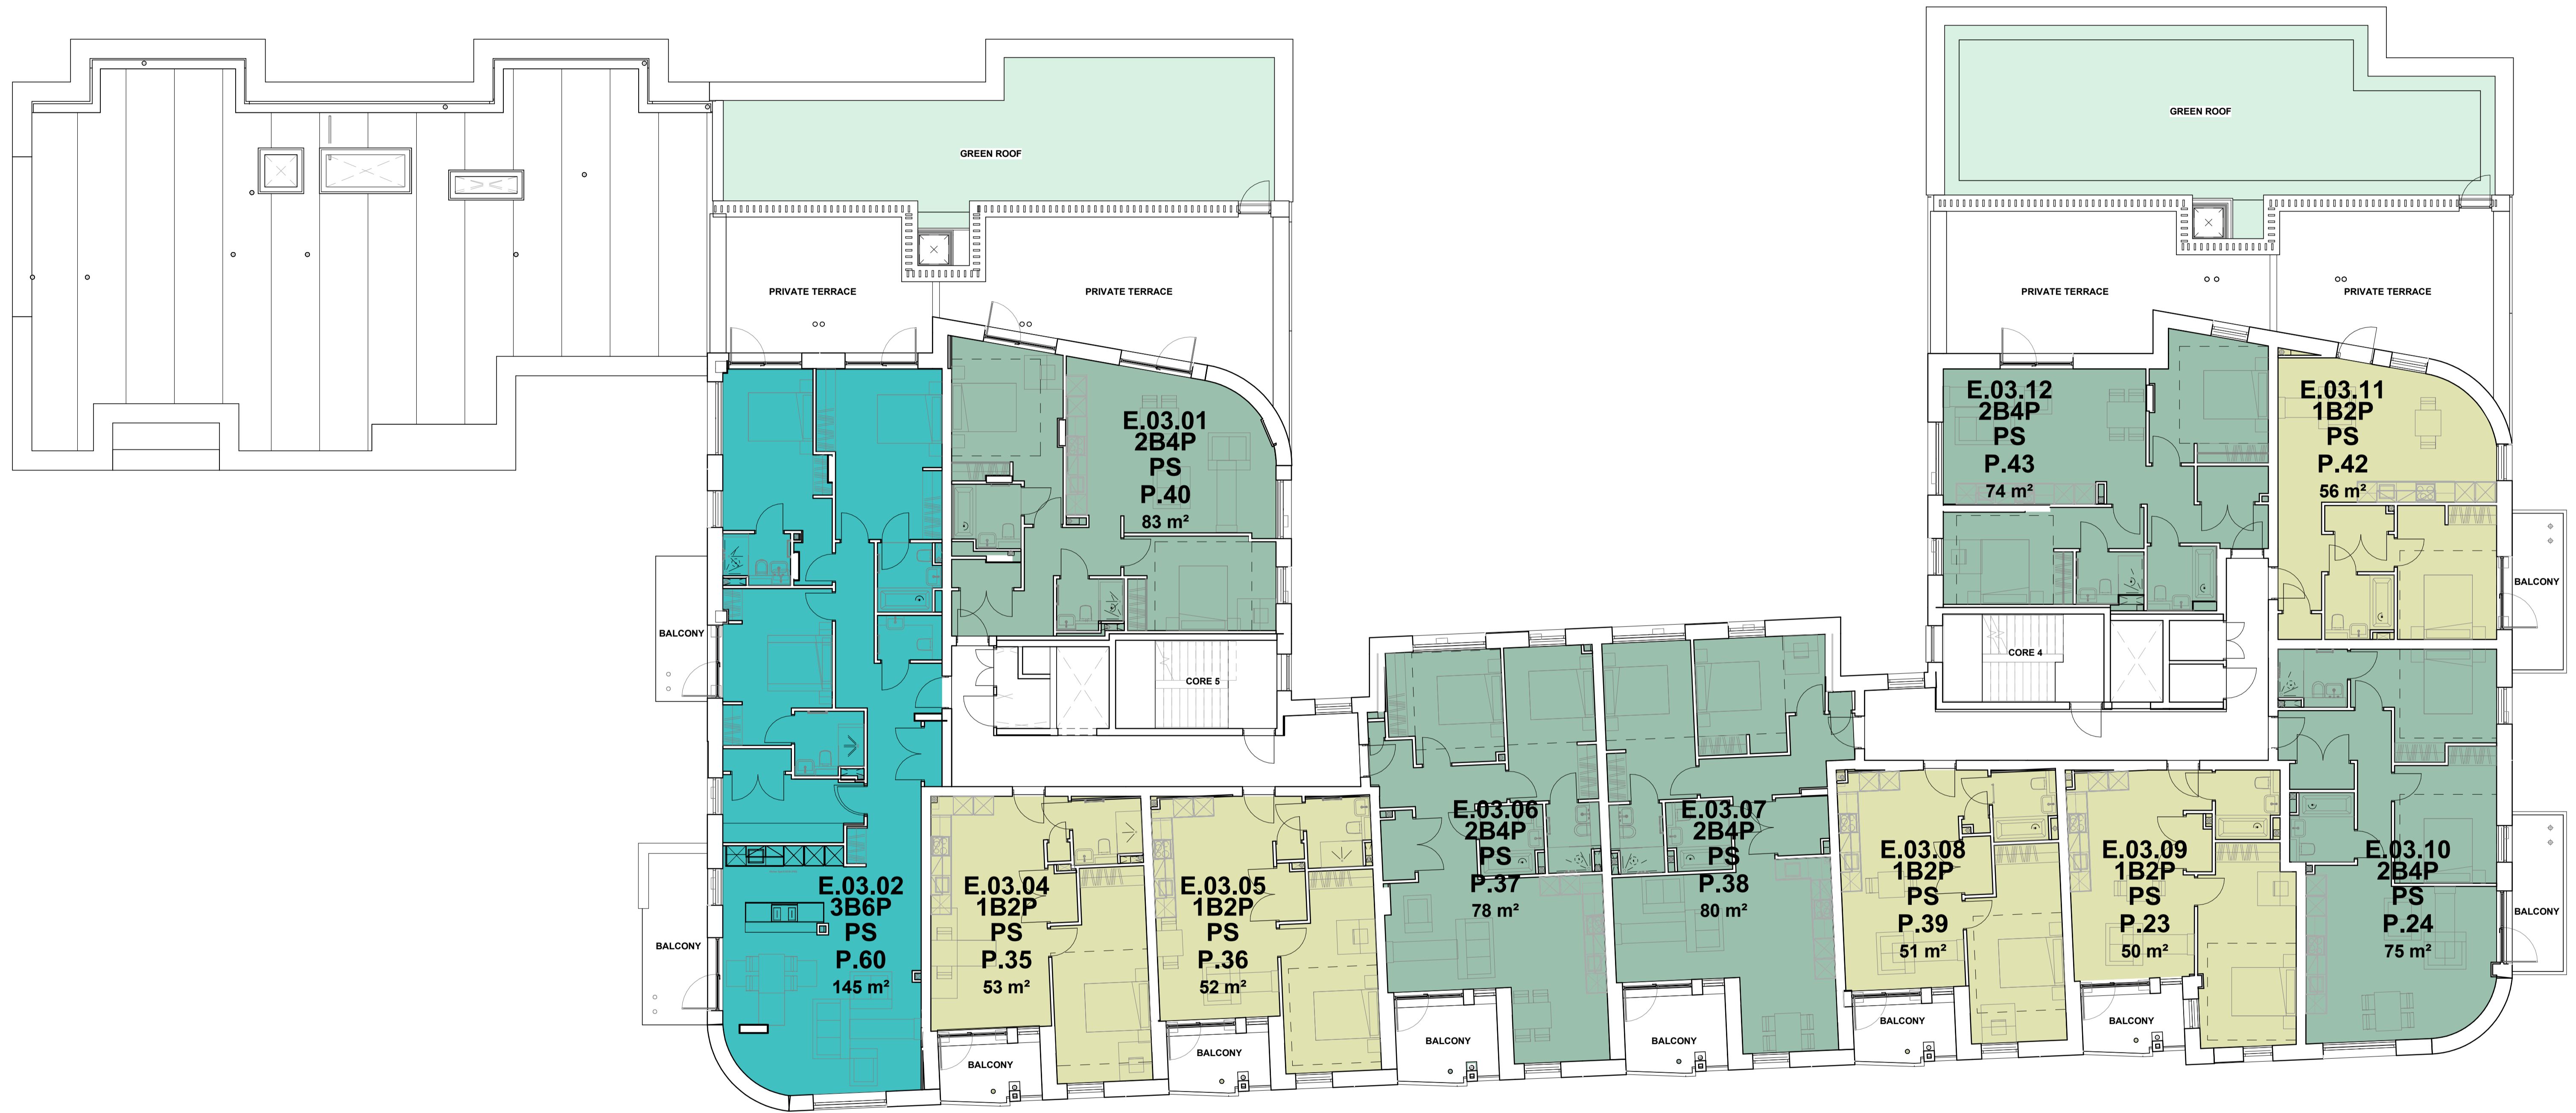 GREEN ROOF
GREEN ROOF
PRIVATE TERRACE
PRIVATE TERRACE
PRIVATE TERRACE
PRIVATE TERRACE
E.03.01
2B4P
PS
P.40
83 m²
E.03.12
2B4P
PS
P.43
74 m²
E.03.11
1B2P
PS
P.42
56 m²
BALCONY
BALCONY
CORE 5
CORE 4
E.03.02
3B6P
PS
P.60
145 m²
E.03.04
1B2P
PS
P.35
53 m²
E.03.05
1B2P
PS
P.36
52 m²
E.03.06
2B4P
PS
P.37
78 m²
E.03.07
2B4P
PS
P.38
80 m²
E.03.08
1B2P
PS
P.39
51 m²
E.03.09
1B2P
PS
P.23
50 m²
E.03.10
2B4P
PS
P.24
75 m²
BALCONY
BALCONY
BALCONY
BALCONY
BALCONY
BALCONY
BALCONY
BALCONY